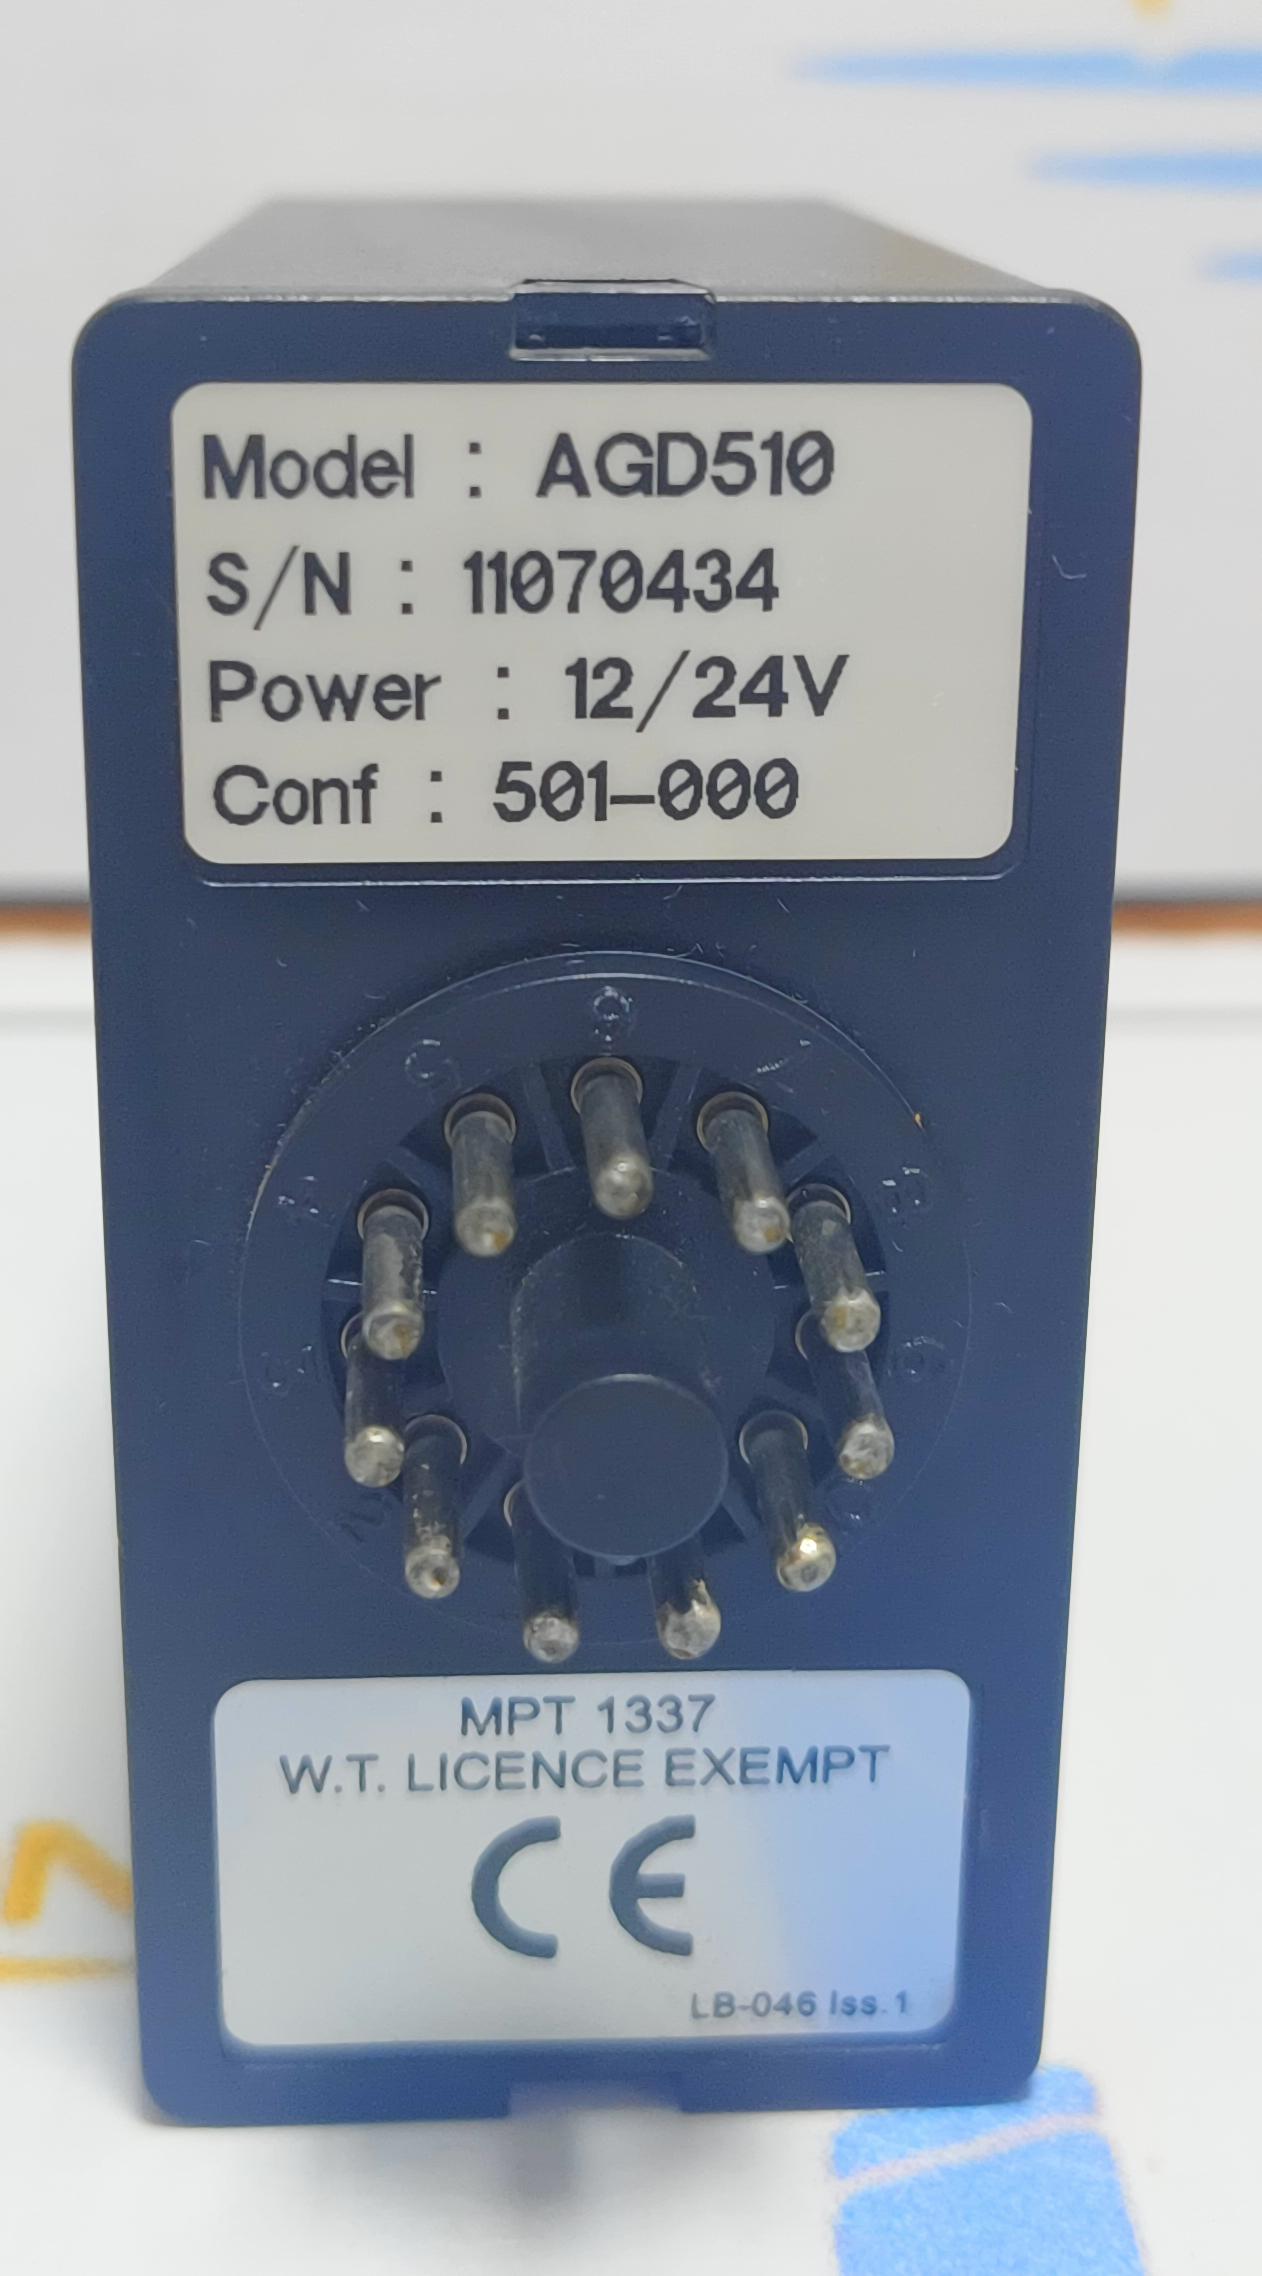 Model : AGD510
S/N : 11070434
Power : 12/24V
Conf : 501-000
MPT 1337
W.T. LICENCE EXEMPT
CE
LB-046 Iss.1